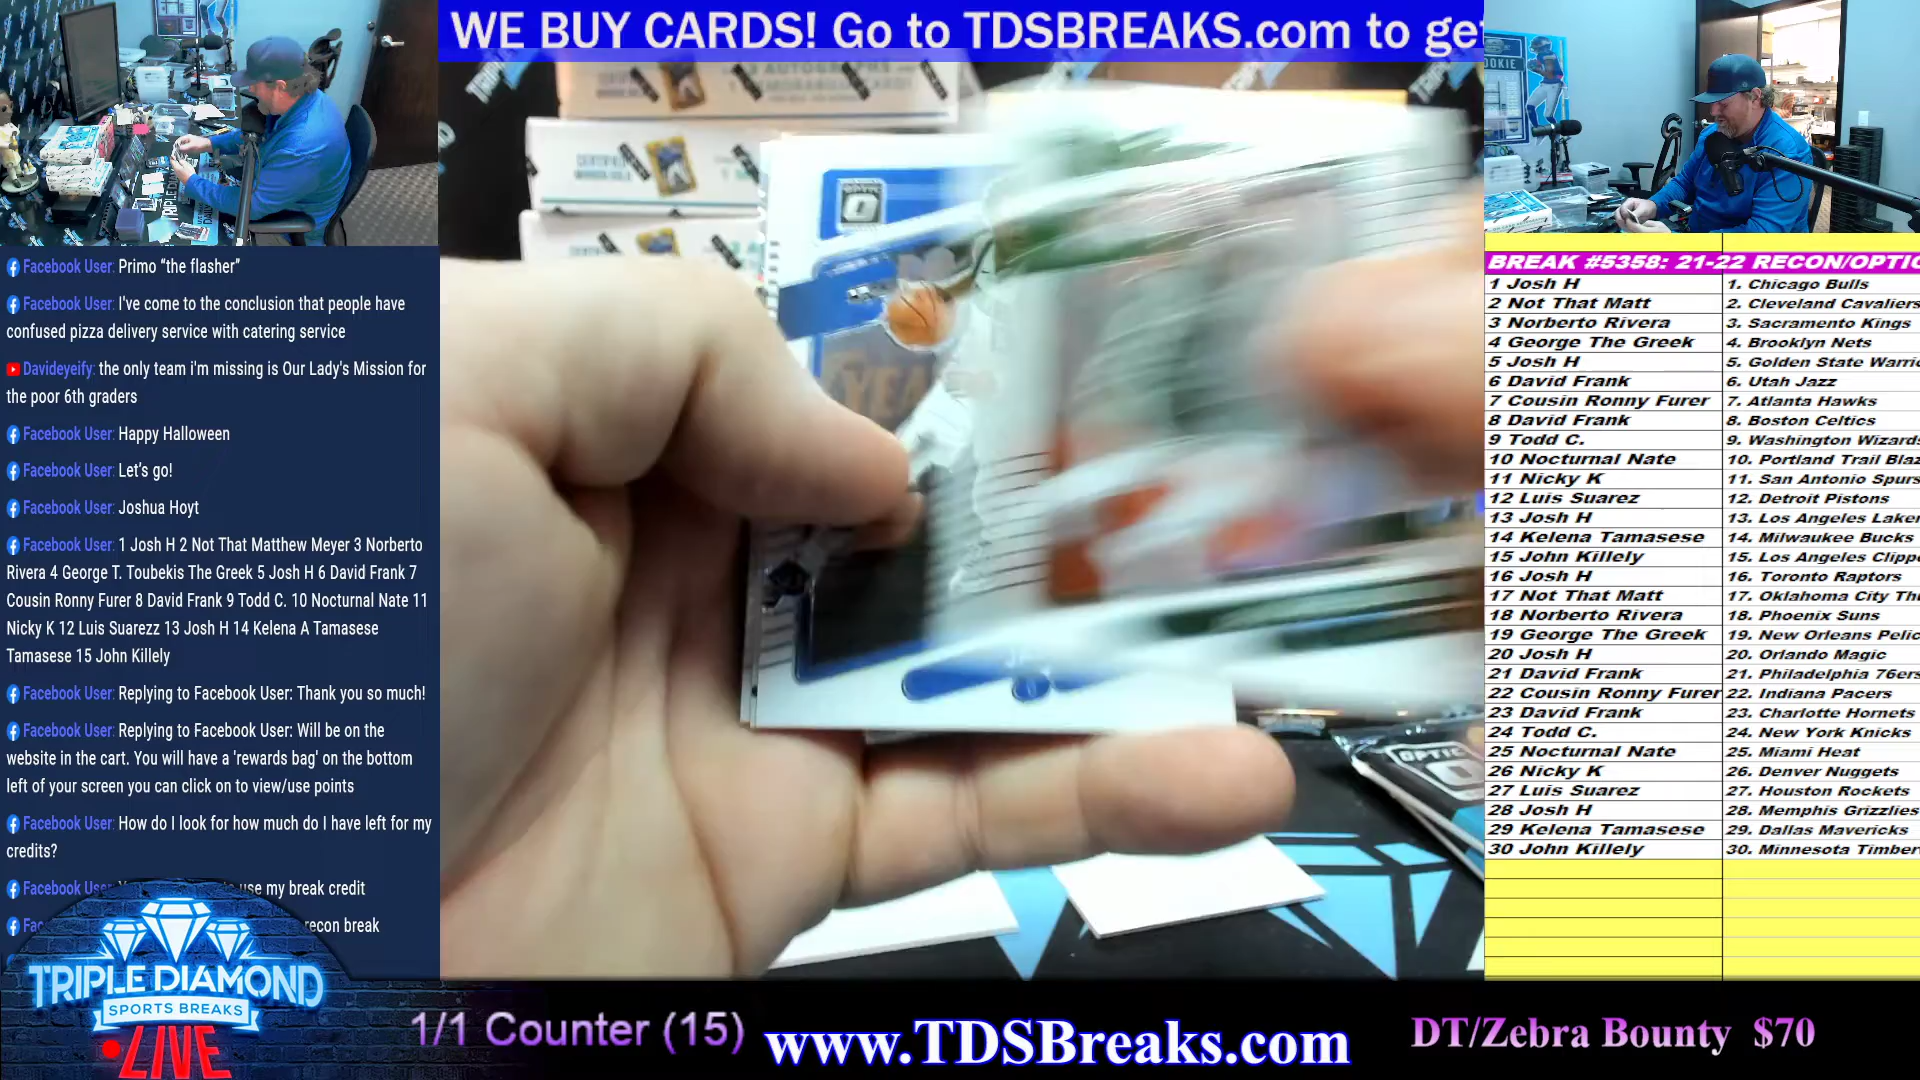 WE BUY CARDS! Go to TDSBREAKS.com to get
Facebook User: Primo “the flasher”
Facebook User: I've come to the conclusion that people have
confused pizza delivery service with catering service
Davideyeify: the only team i'm missing is Our Lady's Mission for
the poor 6th graders
Facebook User: Happy Halloween
Facebook User: Let's go!
Facebook User: Joshua Hoyt
Facebook User: 1 Josh H 2 Not That Matthew Meyer 3 Norberto
Rivera 4 George T. Toubekis The Greek 5 Josh H 6 David Frank 7
Cousin Ronny Furer 8 David Frank 9 Todd C. 10 Nocturnal Nate 11
Nicky K 12 Luis Suarezz 13 Josh H 14 Kelena A Tamasese
Tamasese 15 John Killely
Facebook User: Replying to Facebook User: Thank you so much!
Facebook User: Replying to Facebook User: Will be on the
website in the cart. You will have a 'rewards bag' on the bottom
left of your screen you can click on to view/use points
Facebook User: How do I look for how much do I have left for my
credits?
Facebook User: use my break credit
recon break
TRIPLE DIAMOND
SPORTS BREAKS
LIVE
OPTIC
BREAK #5358: 21-22 RECON/OPTIC
1 Josh H 1. Chicago Bulls
2 Not That Matt 2. Cleveland Cavaliers
3 Norberto Rivera 3. Sacramento Kings
4 George The Greek 4. Brooklyn Nets
5 Josh H 5. Golden State Warri
6 David Frank 6. Utah Jazz
7 Cousin Ronny Furer 7. Atlanta Hawks
8 David Frank 8. Boston Celtics
9 Todd C. 9. Washington Wizards
10 Nocturnal Nate 10. Portland Trail Blaz
11 Nicky K 11. San Antonio Spurs
12 Luis Suarez 12. Detroit Pistons
13 Josh H 13. Los Angeles Laker
14 Kelena Tamasese 14. Milwaukee Bucks
15 John Killely 15. Los Angeles Clippe
16 Josh H 16. Toronto Raptors
17 Not That Matt 17. Oklahoma City Thu
18 Norberto Rivera 18. Phoenix Suns
19 George The Greek 19. New Orleans Pelic
20 Josh H 20. Orlando Magic
21 David Frank 21. Philadelphia 76ers
22 Cousin Ronny Furer 22. Indiana Pacers
23 David Frank 23. Charlotte Hornets
24 Todd C. 24. New York Knicks
25 Nocturnal Nate 25. Miami Heat
26 Nicky K 26. Denver Nuggets
27 Luis Suarez 27. Houston Rockets
28 Josh H 28. Memphis Grizzlies
29 Kelena Tamasese 29. Dallas Mavericks
30 John Killely 30. Minnesota Timber
1/1 Counter (15)
www.TDSBreaks.com
DT/Zebra Bounty $70